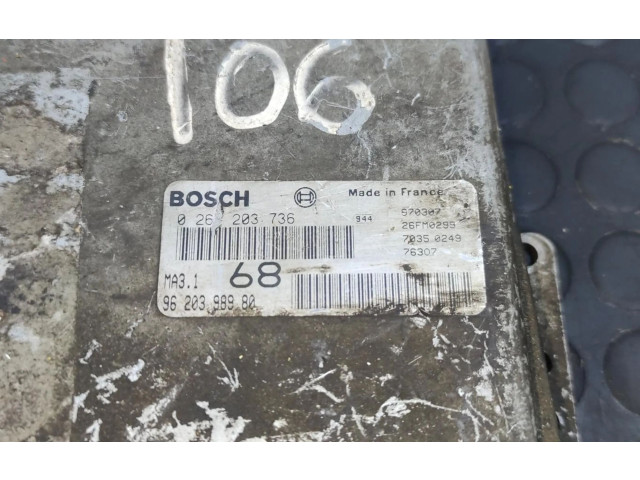 106
BOSCH Made in France
0 261 203 736 944 570307
26FM0299
7035 0249
76307
MA3.1 68
96 203 989 80